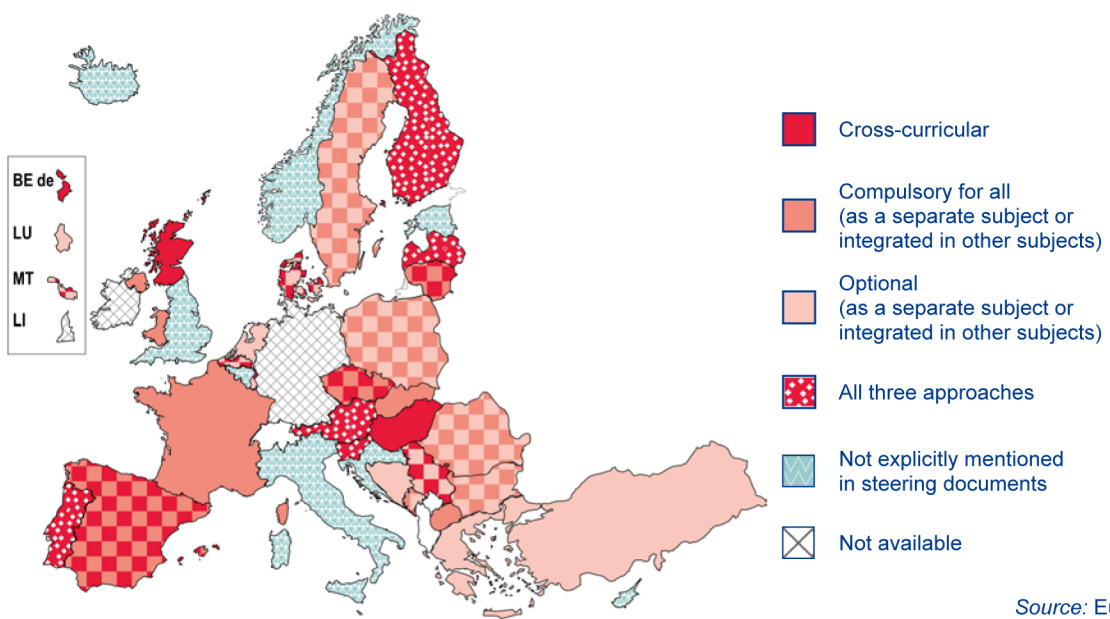 BE de
LU
MT
LI
Cross-curricular
Compulsory for all
(as a separate subject or
integrated in other subjects)
Optional
(as a separate subject or
integrated in other subjects)
All three approaches
Not explicitly mentioned
in steering documents
Not available
Source: